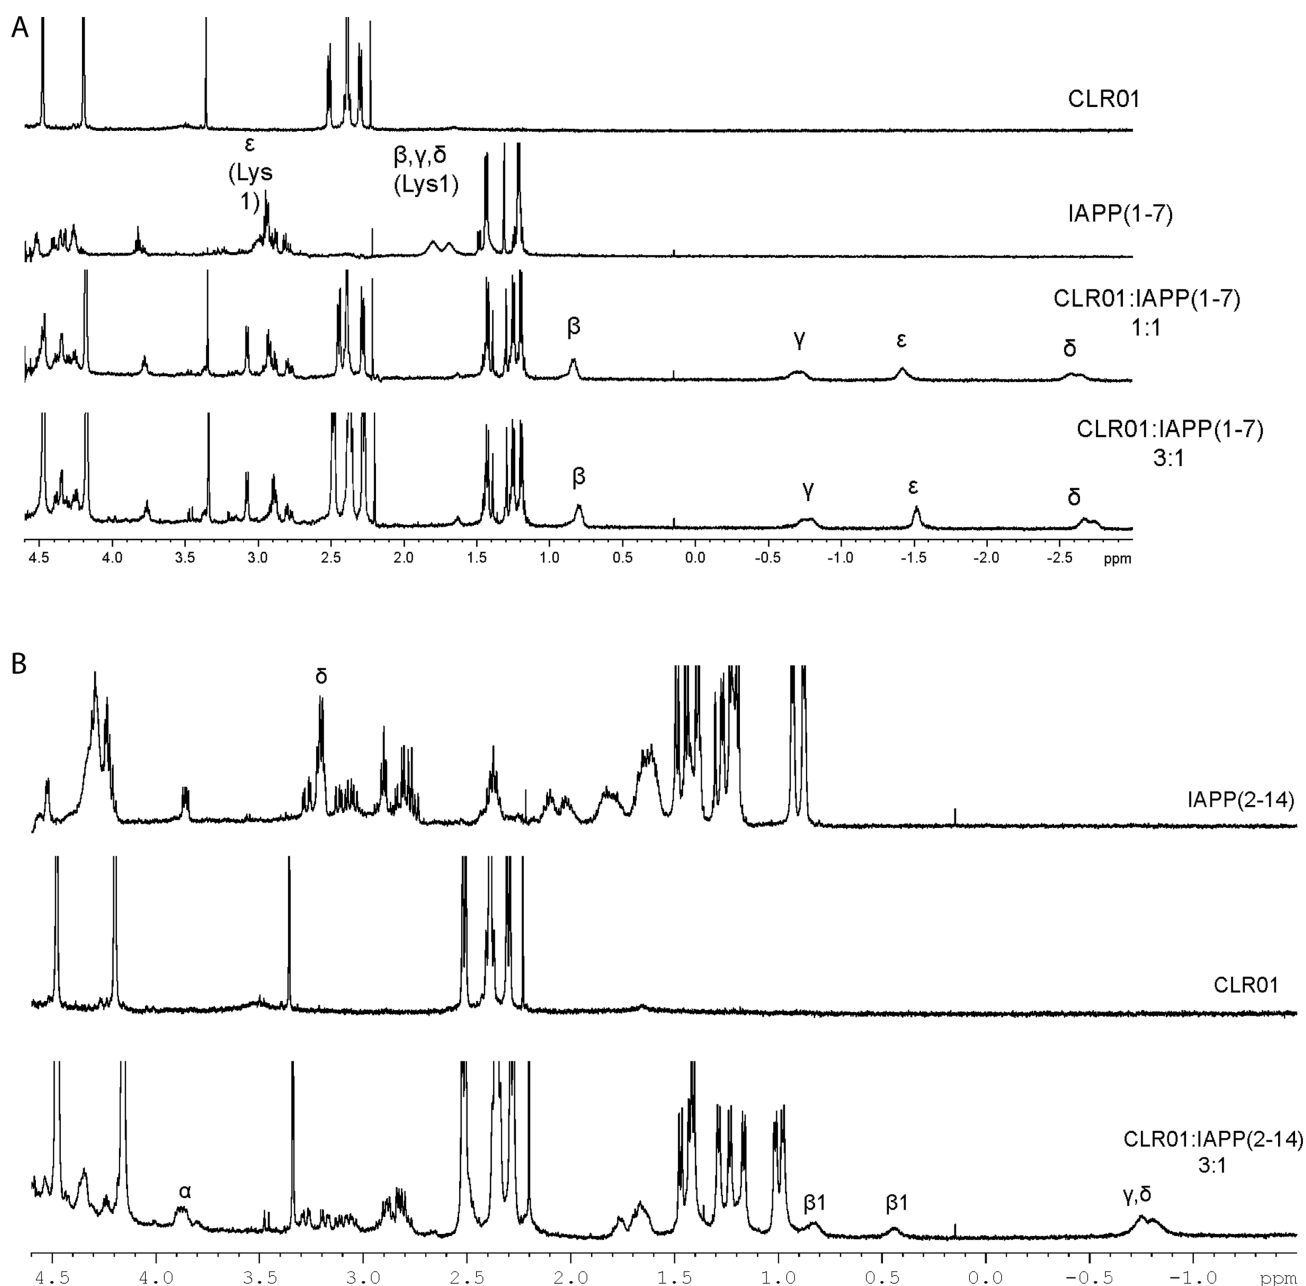 A
CLR01
ε
(Lys
1)
β,γ,δ
(Lys1)
IAPP(1-7)
CLR01:IAPP(1-7)
1:1
β
γ
ε
δ
CLR01:IAPP(1-7)
3:1
β
γ
ε
δ
4.5 4.0 3.5 3.0 2.5 2.0 1.5 1.0 0.5 0.0 -0.5 -1.0 -1.5 -2.0 -2.5 ppm
B
δ
IAPP(2-14)
CLR01
CLR01:IAPP(2-14)
3:1
α
β1 β1
γ,δ
4.5 4.0 3.5 3.0 2.5 2.0 1.5 1.0 0.5 0.0 -0.5 -1.0 ppm